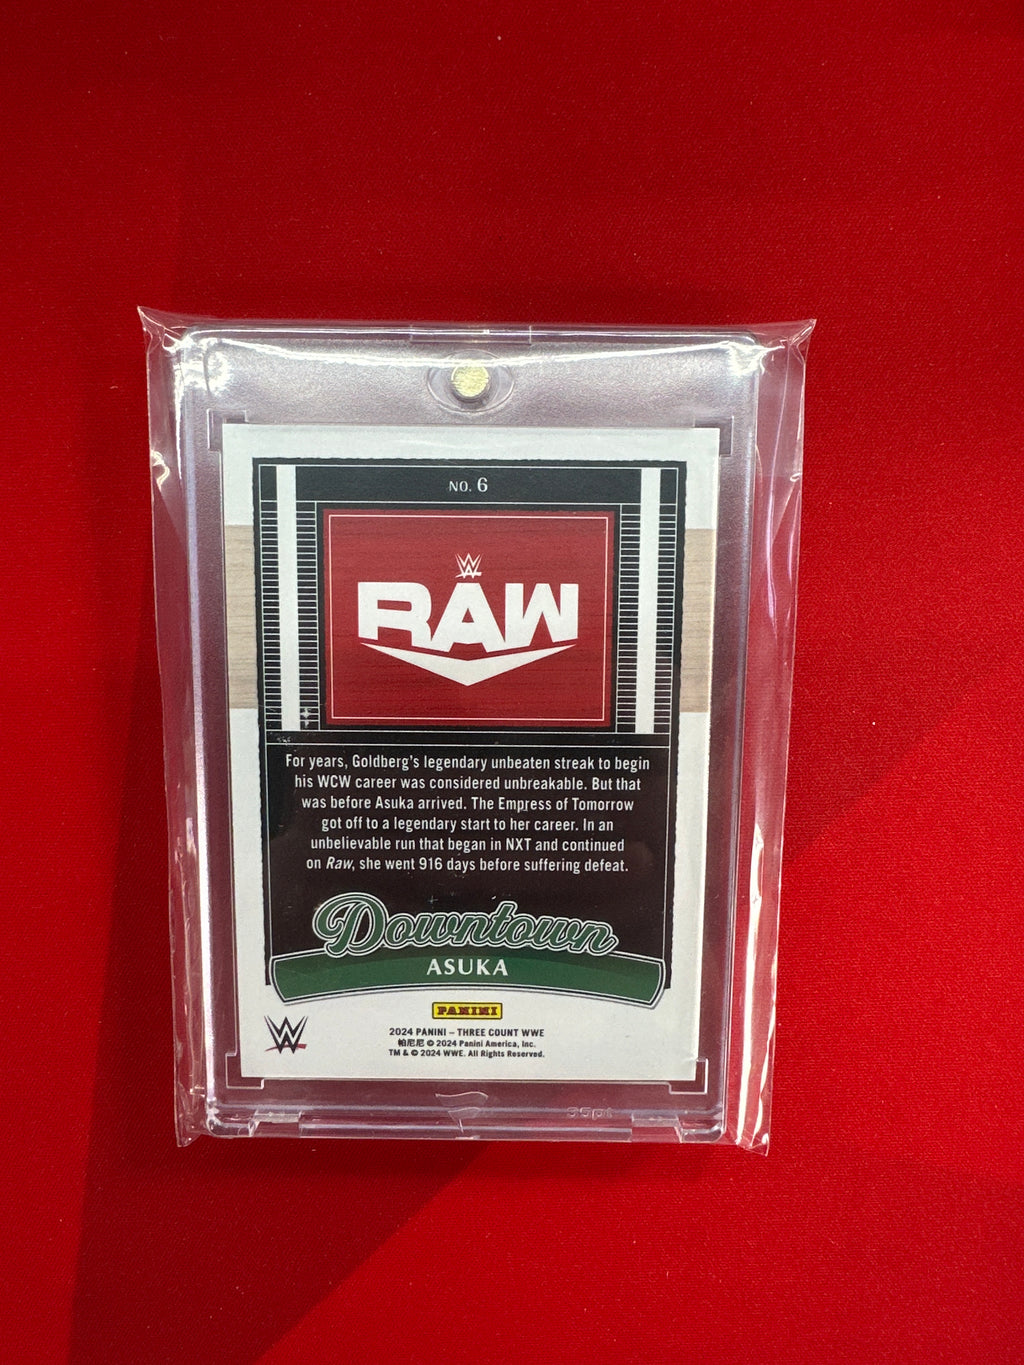 NO. 6
W
RAW
For years, Goldberg's legendary unbeaten streak to begin
his WCW career was considered unbreakable. But that
was before Asuka arrived. The Empress of Tomorrow
got off to a legendary start to her career. In an
unbelievable run that began in NXT and continued
on Raw, she went 916 days before suffering defeat.
Downtown
ASUKA
PANINI
W
2024 PANINI – THREE COUNT WWE
帕尼尼 © 2024 Panini America, Inc.
TM & © 2024 WWE. All Rights Reserved.
35pt